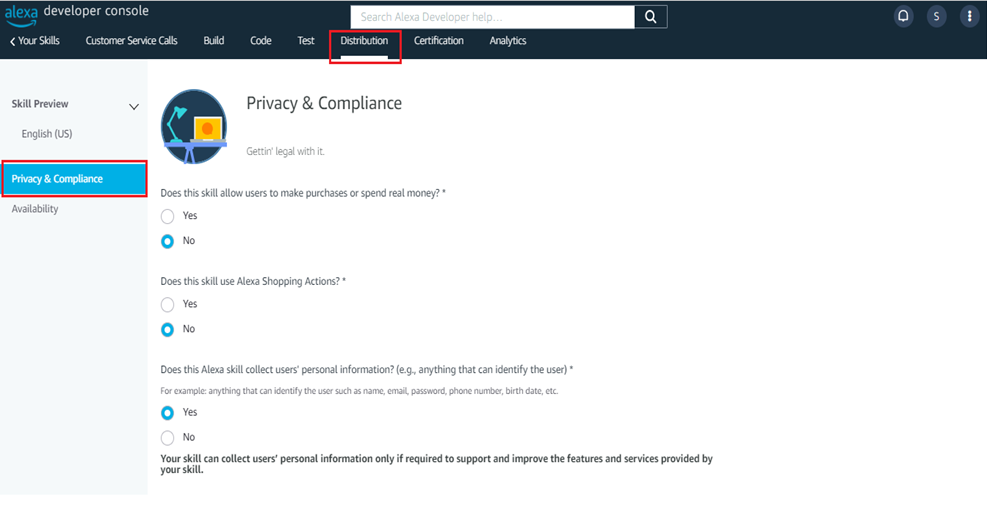 alexa developer console
Search Alexa Developer help...
S
Your Skills Customer Service Calls Build Code Test Distribution Certification Analytics
Skill Preview
English (US)
Privacy & Compliance
Availability
Privacy & Compliance
Gettin' legal with it.
Does this skill allow users to make purchases or spend real money? *
Yes
No
Does this skill use Alexa Shopping Actions? *
Yes
No
Does this Alexa skill collect users' personal information? (e.g., anything that can identify the user) *
For example: anything that can identify the user such as name, email, password, phone number, birth date, etc.
Yes
No
Your skill can collect users' personal information only if required to support and improve the features and services provided by
your skill.